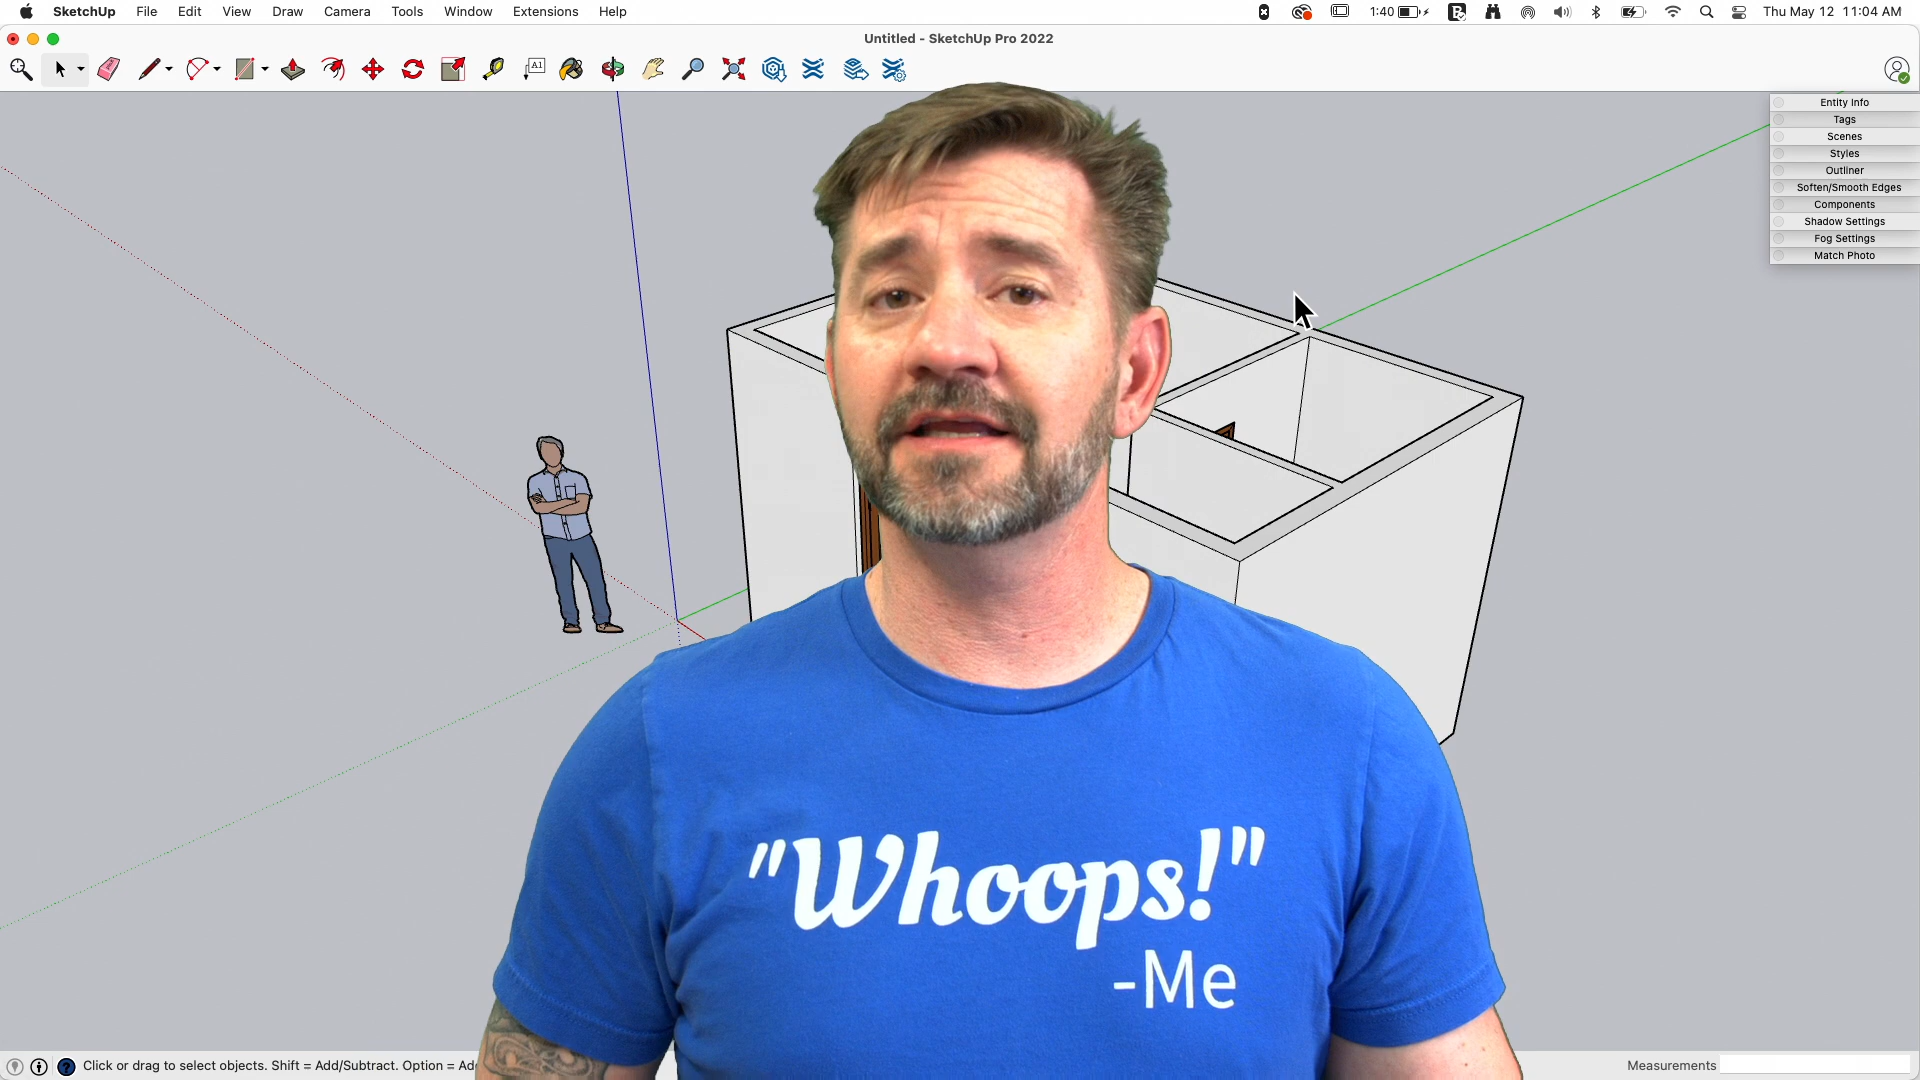 SketchUp File Edit View Draw Camera Tools Window Extensions Help 1:40 Thu May 12 11:04 AM
Untitled - SketchUp Pro 2022
A1
Entity Info
Tags
Scenes
Styles
Outliner
Soften/Smooth Edges
Components
Shadow Settings
Fog Settings
Match Photo
"Whoops!"
-Me
Click or drag to select objects. Shift = Add/Subtract. Option =
Measurements